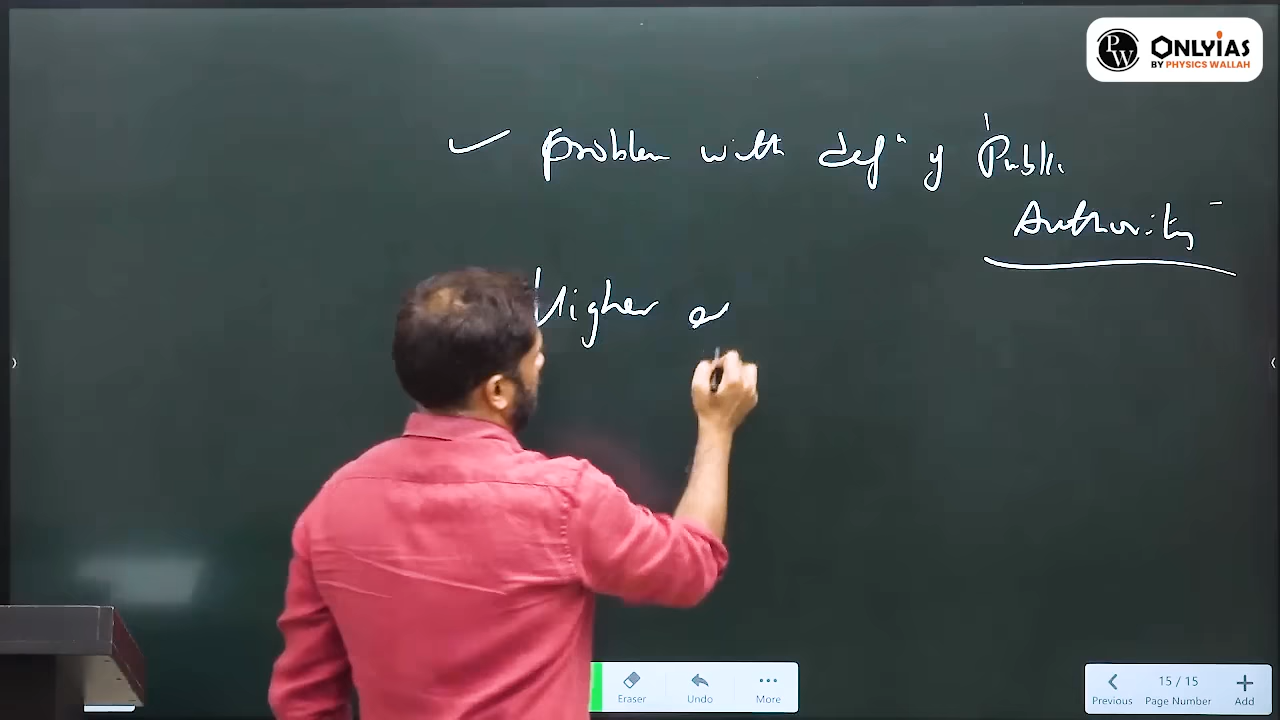 PW ONLYIAS
BY PHYSICS WALLAH
problem with defn of Public
Authority
Higher
Eraser
Undo
More
15 / 15
Previous
Page Number
Add